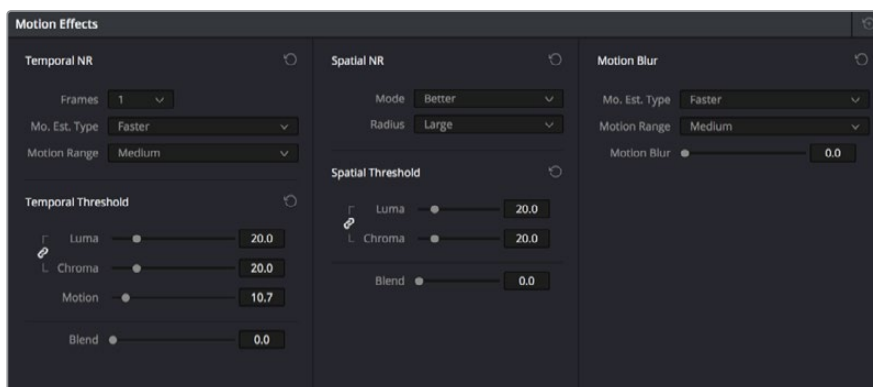 Motion Effects
Temporal NR
Frames 1
Mo. Est. Type Faster
Motion Range Medium
Temporal Threshold
Luma 20.0
Chroma 20.0
Motion 10.7
Blend 0.0
Spatial NR
Mode Better
Radius Large
Spatial Threshold
Luma 20.0
Chroma 20.0
Blend 0.0
Motion Blur
Mo. Est. Type Faster
Motion Range Medium
Motion Blur 0.0